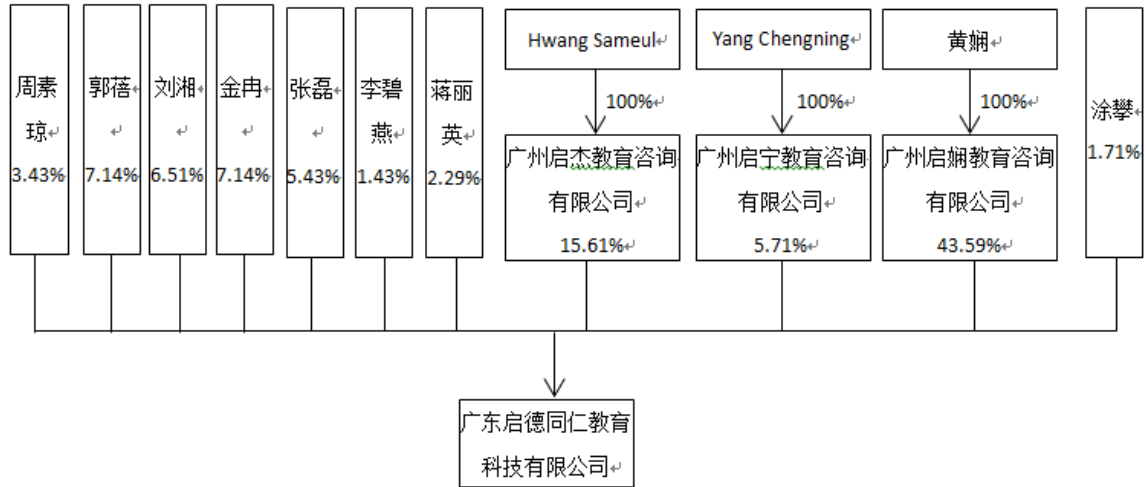 周素
琼
3.43%
郭蓓
7.14%
刘湘
6.51%
金冉
7.14%
张磊
5.43%
李碧
燕
1.43%
蒋丽
英
2.29%
Hwang Sameul
100%
广州启杰教育咨询
有限公司
15.61%
Yang Chengning
100%
广州启宁教育咨询
有限公司
5.71%
黄娴
100%
广州启娴教育咨询
有限公司
43.59%
涂攀
1.71%
广东启德同仁教育
科技有限公司